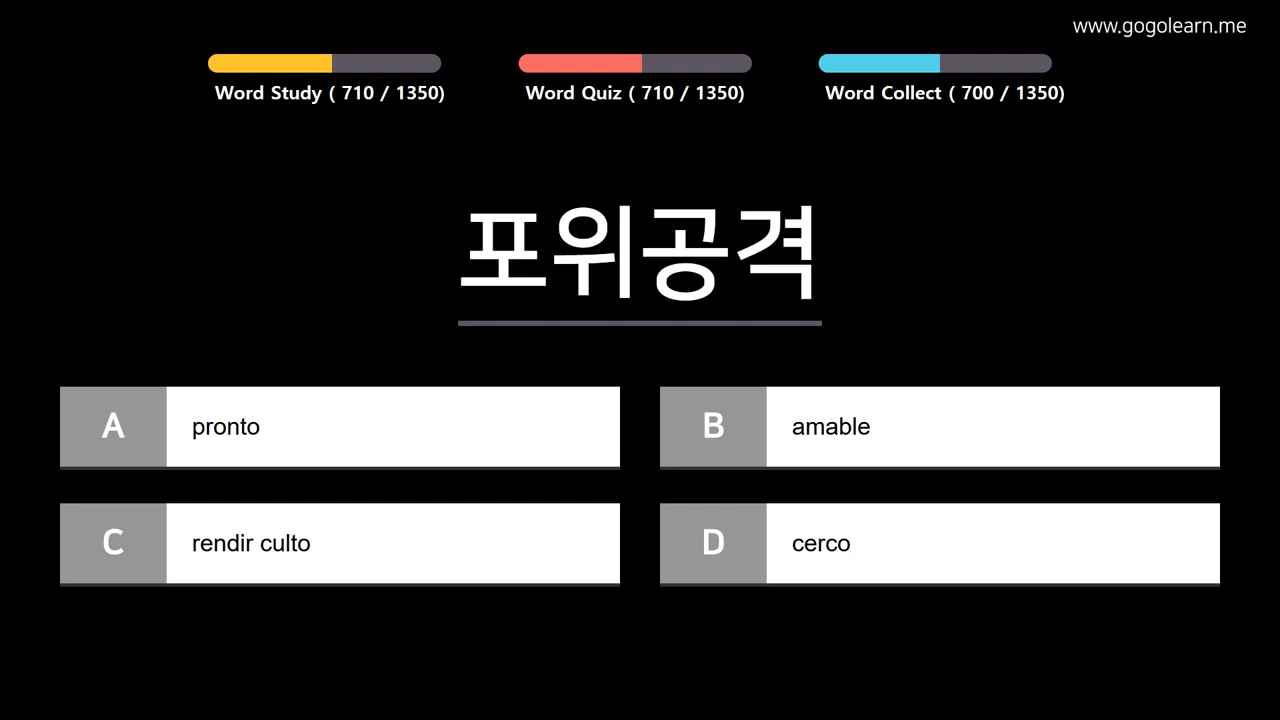 www.gogolearn.me
Word Study ( 710 / 1350)
Word Quiz ( 710 / 1350)
Word Collect ( 700 / 1350)
포위공격
A pronto
B amable
C rendir culto
D cerco